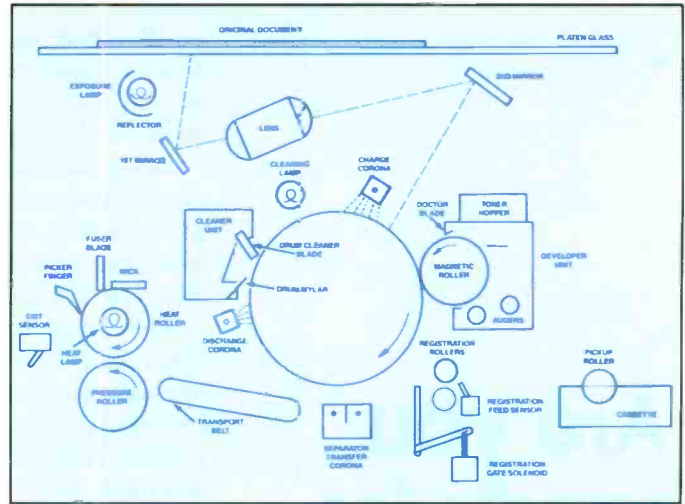 ORIGINAL DOCUMENT
PLATEN GLASS
EXPOSURE
LAMP
REFLECTOR
2ND MIRROR
LENS
1ST MIRROR
CLEANING
LAMP
CHARGE
CORONA
DOCTOR
BLADE
TONER
HOPPER
CLEANER
UNIT
DRUM CLEANER
BLADE
DEVELOPER
UNIT
MAGNETIC
ROLLER
FUSER
BLADE
PICKER
FINGER
WICK
DRUM MYLAR
AUGERS
EXIT
SENSOR
HEAT
ROLLER
HEAT
LAMP
DISCHARGE
CORONA
REGISTRATION
ROLLERS
PICKUP
ROLLER
PRESSURE
ROLLER
REGISTRATION
FEED SENSOR
CASSETTE
TRANSPORT
BELT
SEPARATOR
TRANSFER
CORONA
REGISTRATION
GATE SOLENOID